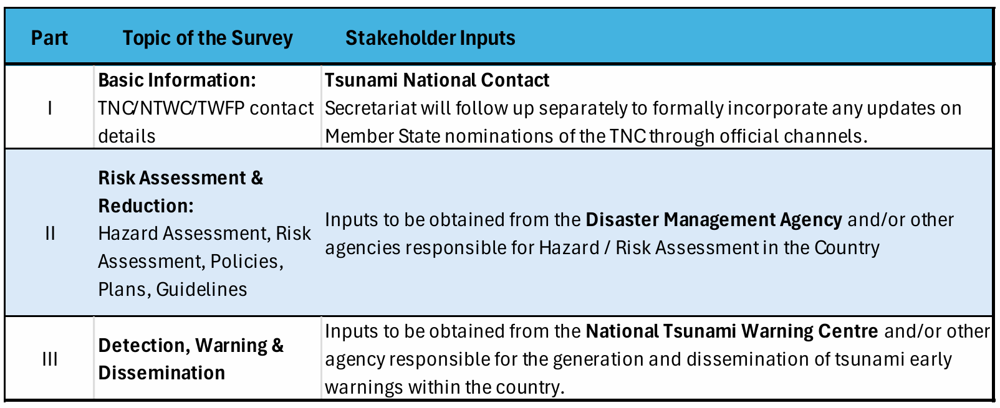 Part Topic of the Survey Stakeholder Inputs
I
Basic Information:
TNC/NTWC/TWFP contact
details
Tsunami National Contact
Secretariat will follow up separately to formally incorporate any updates on
Member State nominations of the TNC through official channels.
II
Risk Assessment &
Reduction:
Hazard Assessment, Risk
Assessment, Policies,
Plans, Guidelines
Inputs to be obtained from the Disaster Management Agency and/or other
agencies responsible for Hazard / Risk Assessment in the Country
III
Detection, Warning &
Dissemination
Inputs to be obtained from the National Tsunami Warning Centre and/or other
agency responsible for the generation and dissemination of tsunami early
warnings within the country.